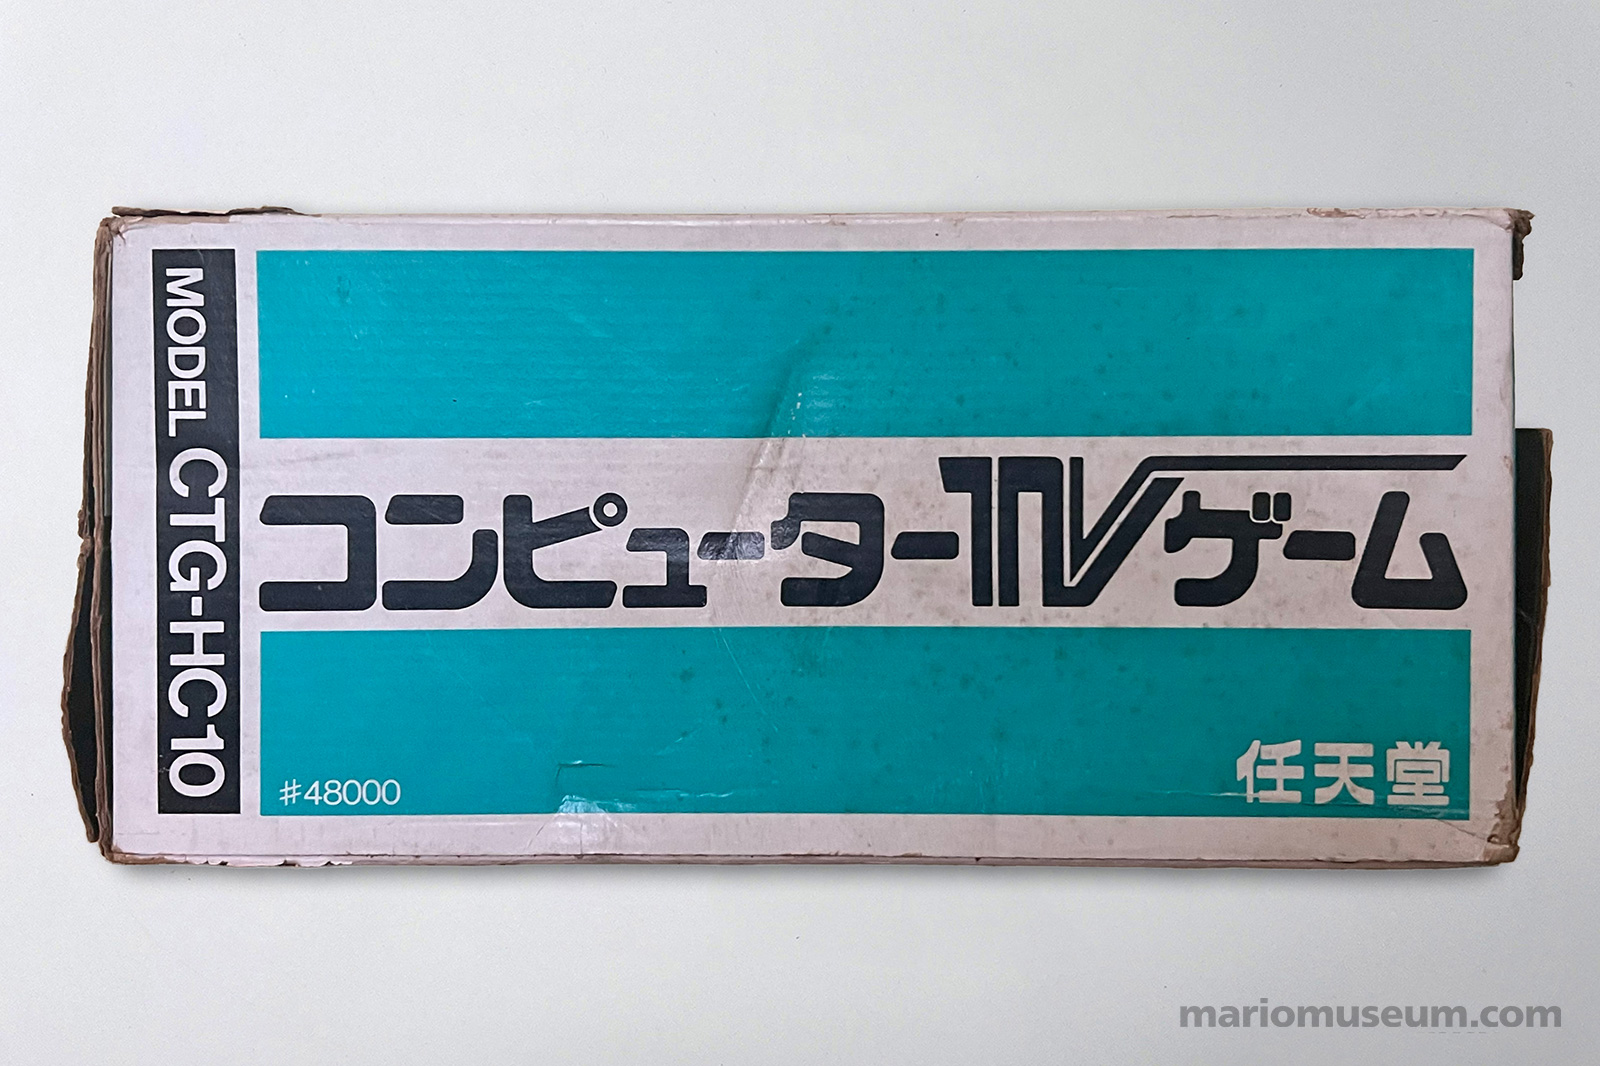 MODEL CTG-HC10
コンピューターTVゲーム
#48000
任天堂
mariomuseum.com